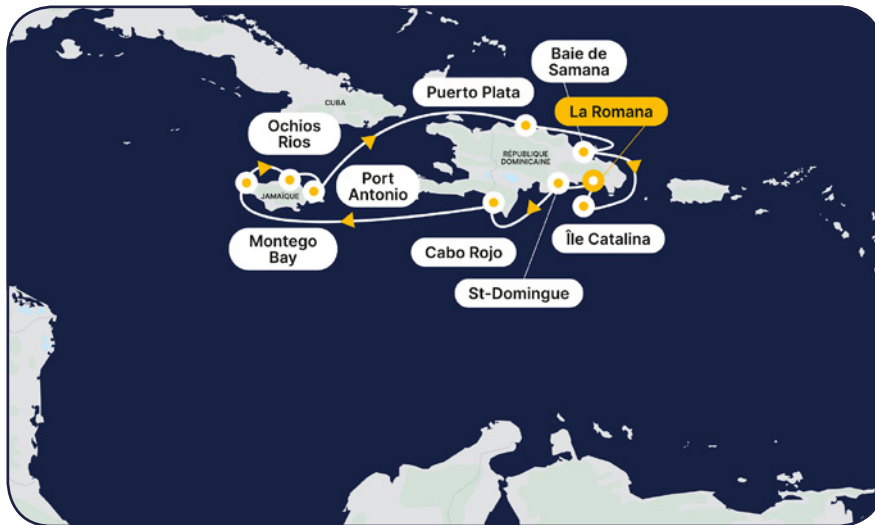 Baie de
Samana
Puerto Plata
La Romana
CUBA
Ochios
Rios
RÉPUBLIQUE
DOMINICAINE
Port
Antonio
JAMAÏQUE
Montego
Bay
Île Catalina
Cabo Rojo
St-Domingue